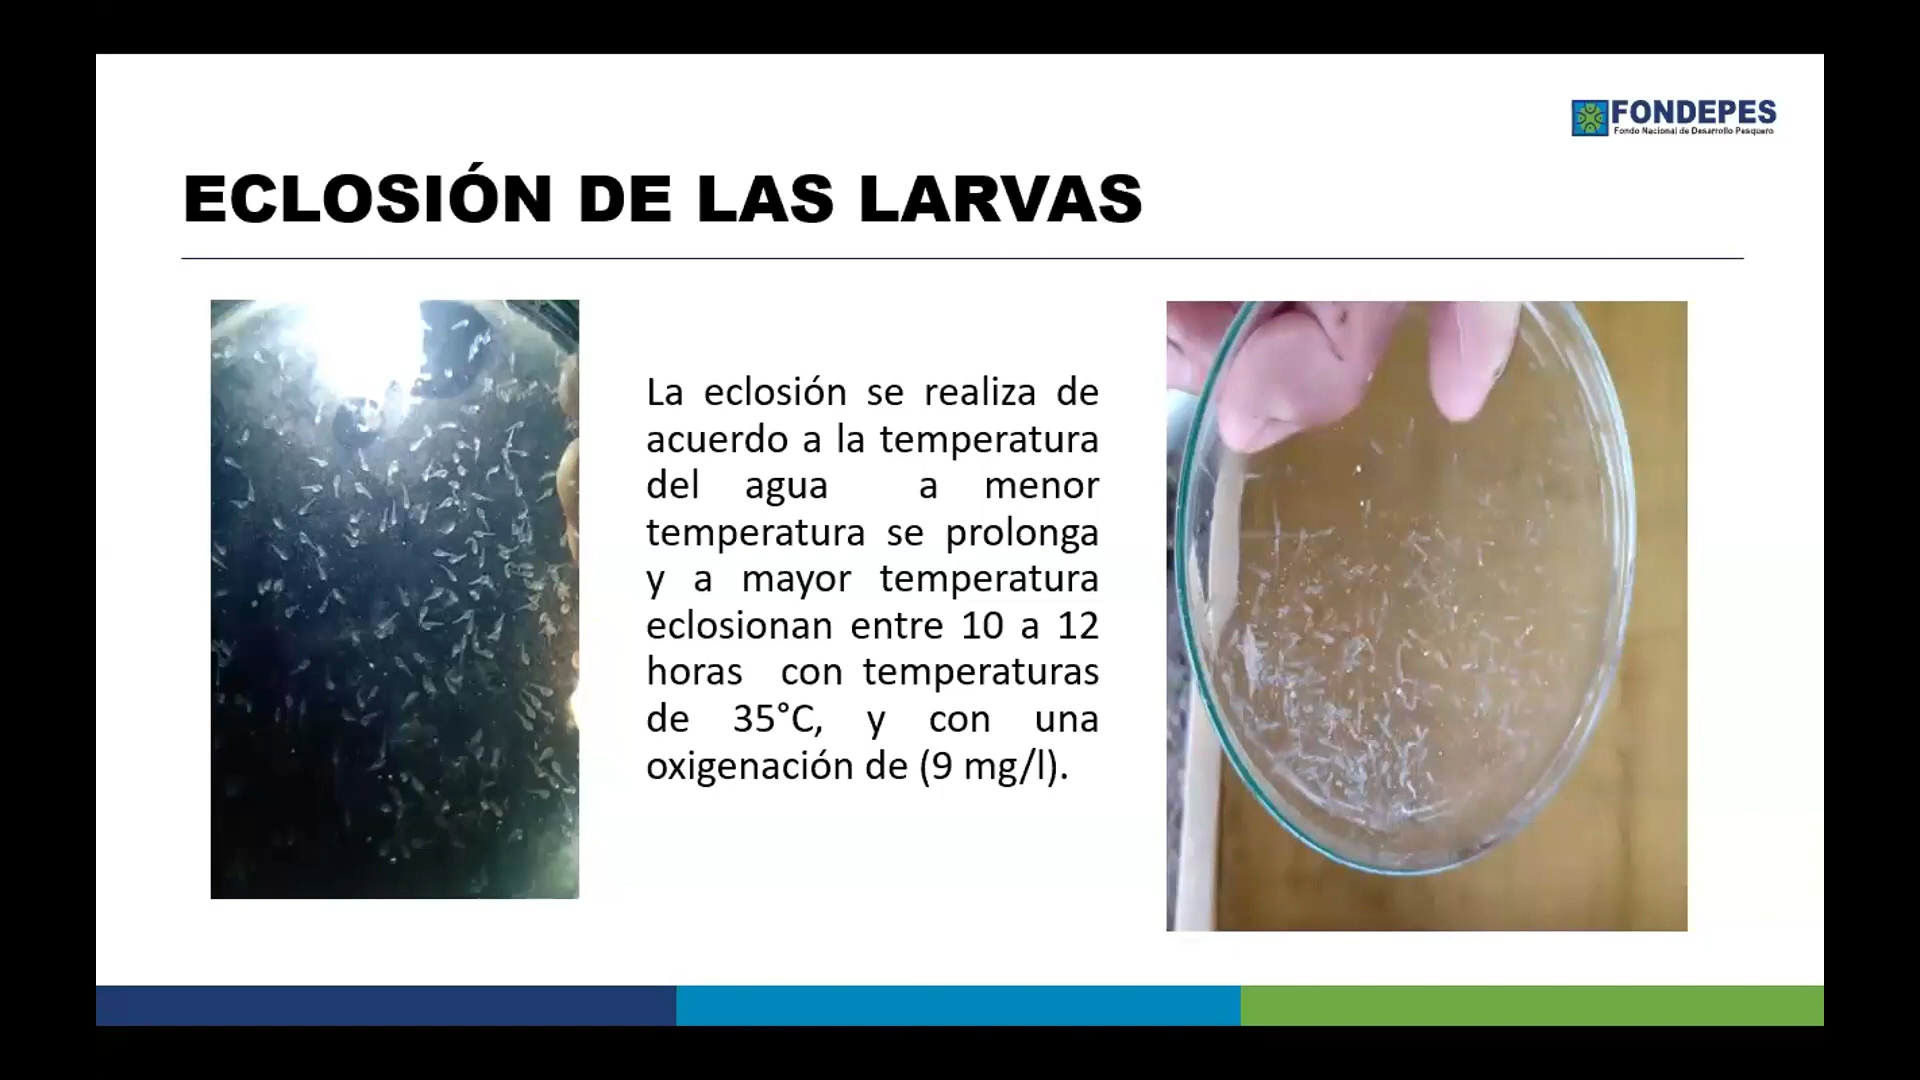 FONDEPES
Fondo Nacional de Desarrollo Pesquero
ECLOSIÓN DE LAS LARVAS
La eclosión se realiza de
acuerdo a la temperatura
del agua a menor
temperatura se prolonga
y a mayor temperatura
eclosionan entre 10 a 12
horas con temperaturas
de 35°C, y con una
oxigenación de (9 mg/l).